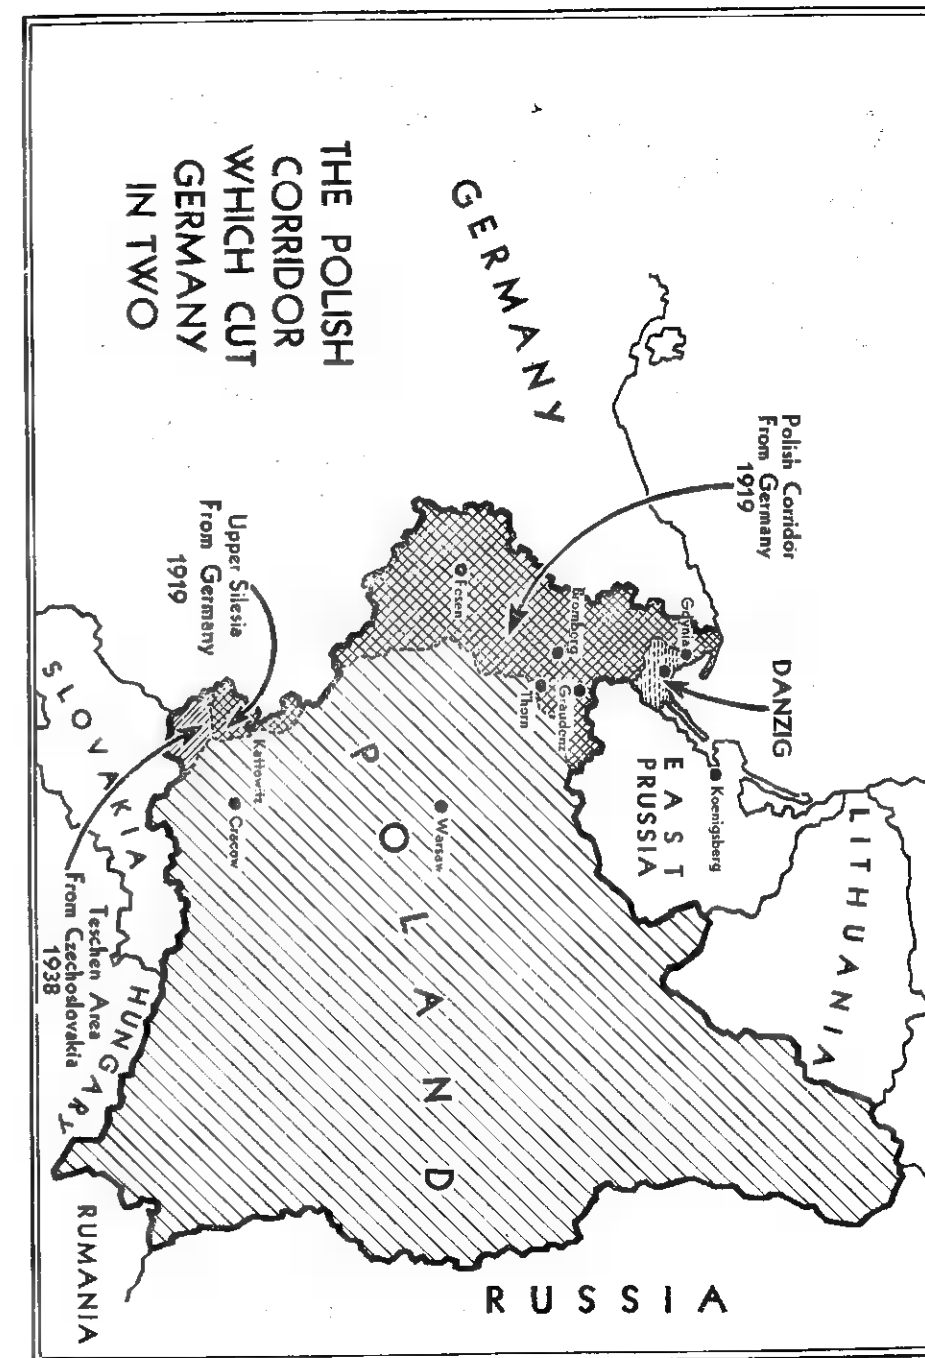 THE POLISH
CORRIDOR
WHICH CUT
GERMANY
IN TWO
GERMANY
Polish Corridor
From Germany
1919
DANZIG
Gdynia
Koenigsberg
EAST
PRUSSIA
LITHUANIA
Bromberg
Graudenz
Thorn
Posen
Warsaw
POLAND
Upper Silesia
From Germany
1919
Kattowitz
Cracow
SLOVAKIA
Teschen Area
From Czechoslovakia
1938
HUNGARY
RUMANIA
RUSSIA